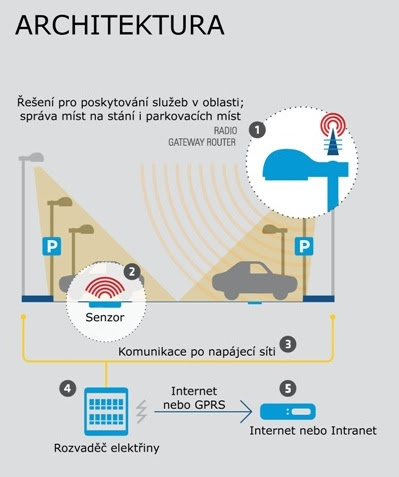 ARCHITEKTURA
Řešení pro poskytování služeb v oblasti;
správa míst na stání i parkovacích míst
RADIO
GATEWAY ROUTER
1
P
P
2
Senzor
Komunikace po napájecí síti 3
4
Internet
nebo GPRS
5
Rozvaděč elektřiny
Internet nebo Intranet